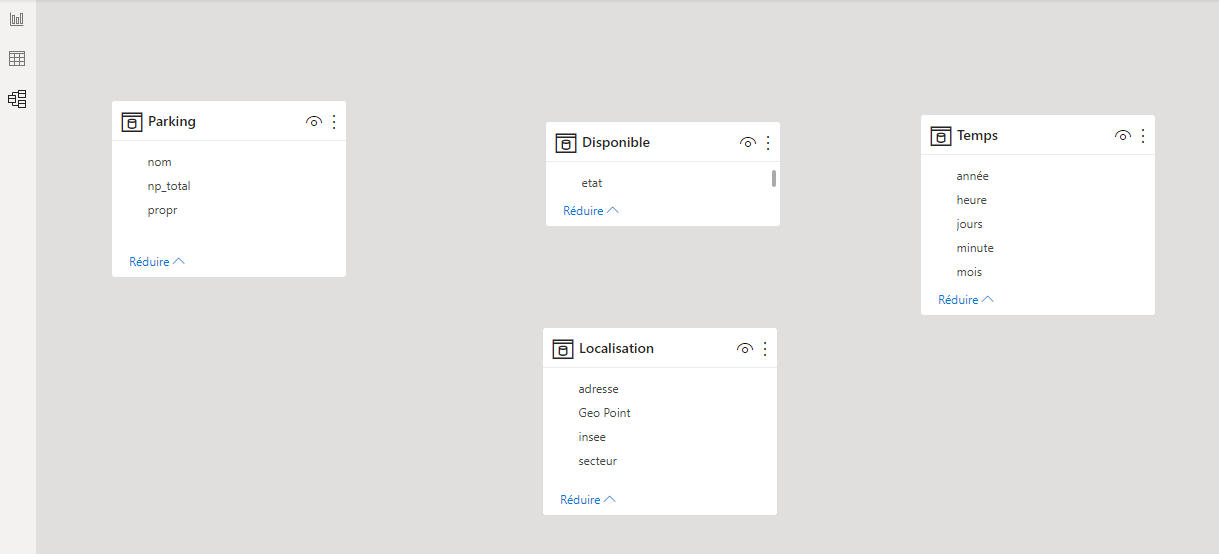 Parking
nom
np_total
propr
Réduire
Disponible
etat
Réduire
Temps
année
heure
jours
minute
mois
Réduire
Localisation
adresse
Geo Point
insee
secteur
Réduire